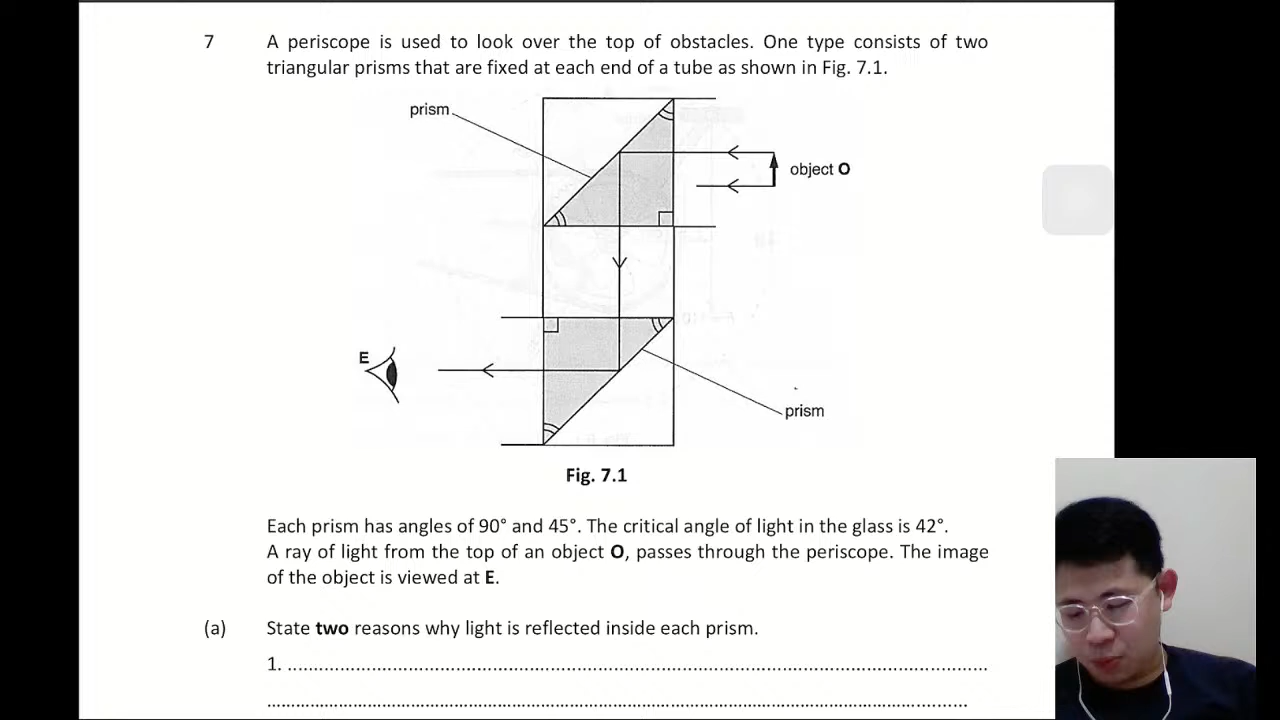 7 A periscope is used to look over the top of obstacles. One type consists of two
triangular prisms that are fixed at each end of a tube as shown in Fig. 7.1.
prism
object O
E
prism
Fig. 7.1
Each prism has angles of 90° and 45°. The critical angle of light in the glass is 42°.
A ray of light from the top of an object O, passes through the periscope. The image
of the object is viewed at E.
(a) State two reasons why light is reflected inside each prism.
1. ................................................................................
................................................................................